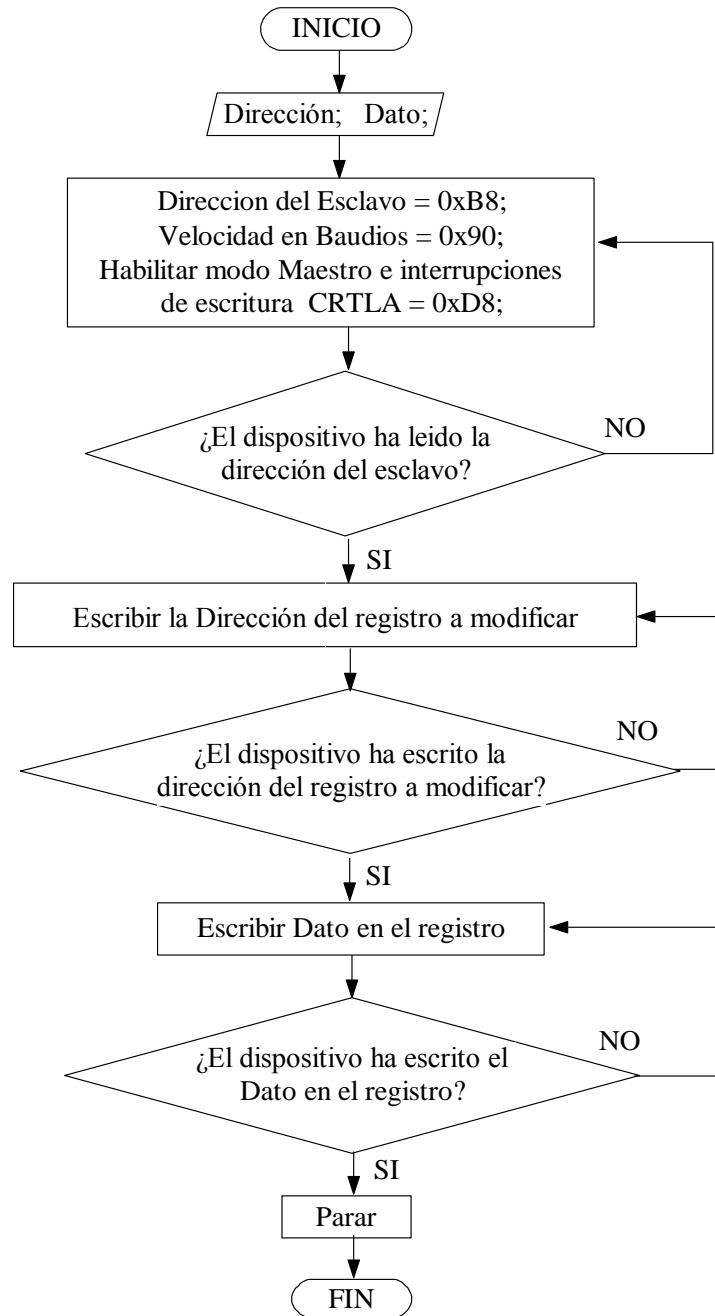 INICIO
Dirección; Dato;
Direccion del Esclavo = 0xB8;
Velocidad en Baudios = 0x90;
Habilitar modo Maestro e interrupciones
de escritura CRTLA = 0xD8;
¿El dispositivo ha leido la
dirección del esclavo?
NO
SI
Escribir la Dirección del registro a modificar
¿El dispositivo ha escrito la
dirección del registro a modificar?
NO
SI
Escribir Dato en el registro
¿El dispositivo ha escrito el
Dato en el registro?
NO
SI
Parar
FIN